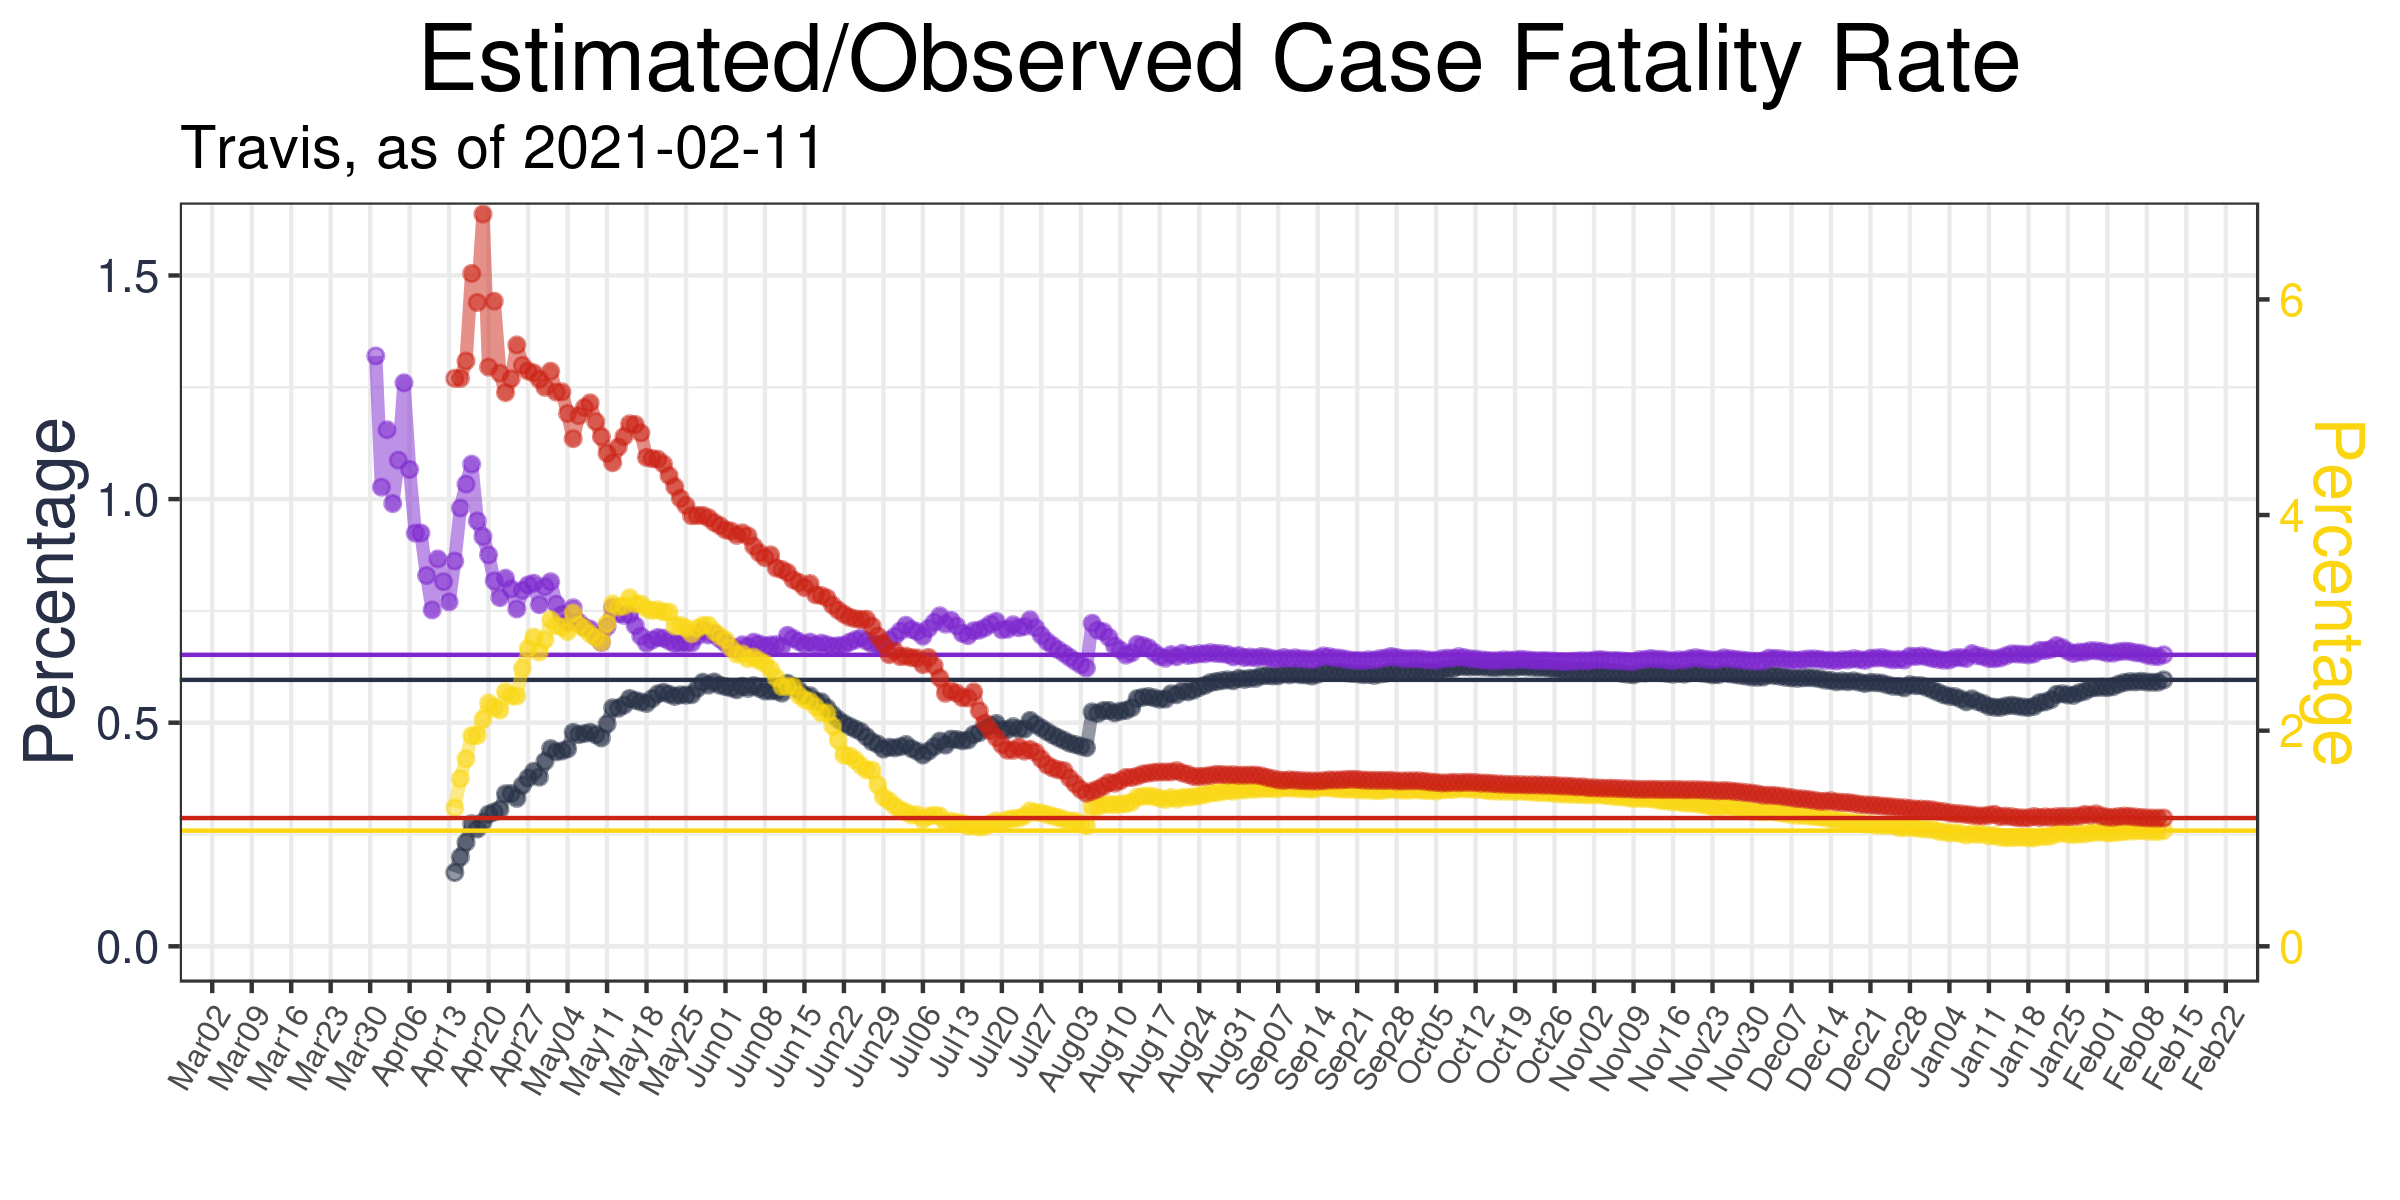 Estimated/Observed Case Fatality Rate
Travis, as of 2021-02-11
Percentage
1.5
1.0
0.5
0.0
6
4
2
0
Percentage
Mar02
Mar09
Mar16
Mar23
Mar30
Apr06
Apr13
Apr20
Apr27
May04
May11
May18
May25
Jun01
Jun08
Jun15
Jun22
Jun29
Jul06
Jul13
Jul20
Jul27
Aug03
Aug10
Aug17
Aug24
Aug31
Sep07
Sep14
Sep21
Sep28
Oct05
Oct12
Oct19
Oct26
Nov02
Nov09
Nov16
Nov23
Nov30
Dec07
Dec14
Dec21
Dec28
Jan04
Jan11
Jan18
Jan25
Feb01
Feb08
Feb15
Feb22